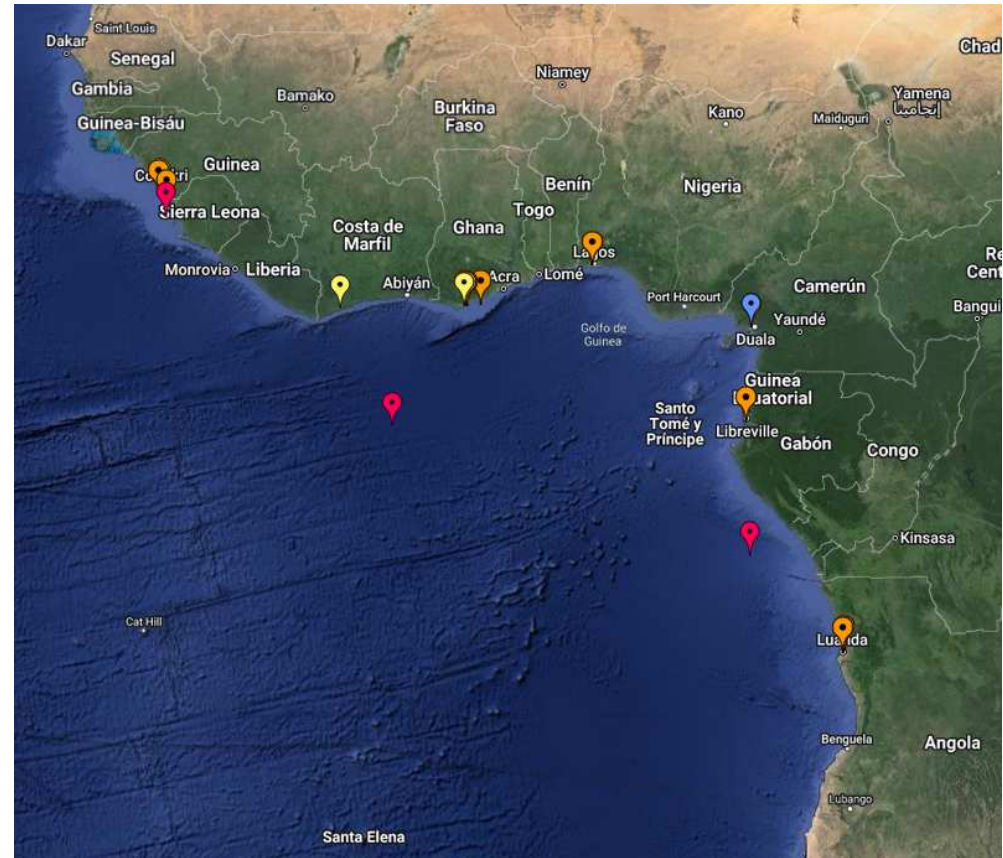 Saint Louis
Dakar
Senegal
Chad
Niamey
Gambia
Bamako
Yamena
إنجامينا
Burkina
Faso
Kano
Maiduguri
Guinea-Bisáu
Guinea
Benín
Nigeria
Togo
Sierra Leona
Costa de
Marfil
Ghana
Lagos
Monrovia
Liberia
Abiyán
Acra
Lomé
Camerún
Port Harcourt
Bangui
Yaundé
Golfo de
Guinea
Duala
Guinea
Ecuatorial
Santo
Tomé y
Príncipe
Libreville
Gabón
Congo
Kinsasa
Cat Hill
Luanda
Benguela
Angola
Lubango
Santa Elena